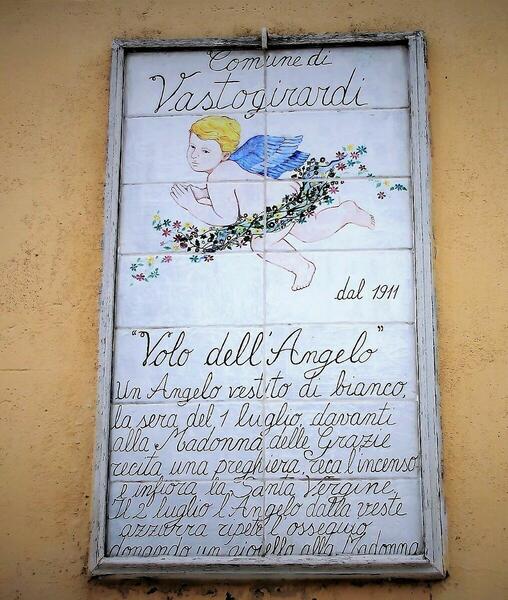 Comune di
Vastogirardi
dal 1911
"Volo dell'Angelo"
Un Angelo vestito di bianco,
la sera del 1 luglio, davanti
alla Madonna delle Grazie
recita una preghiera, reca l'incenso
e infiora la Santa Vergine.
Il 2 luglio l'Angelo dalla veste
azzurra ripete l'ossequio
donando un gioiello alla Madonna